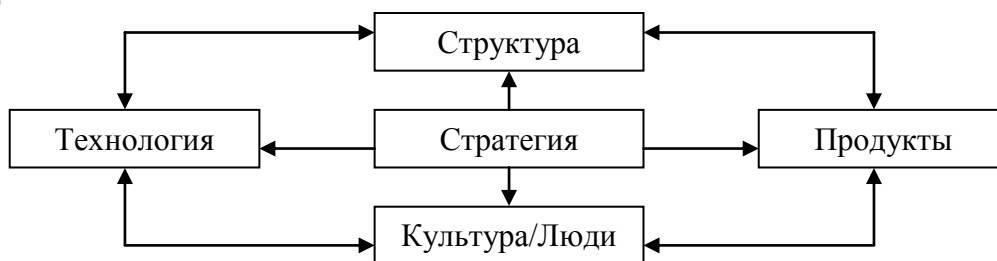 Структура
Технология
Стратегия
Продукты
Культура/Люди